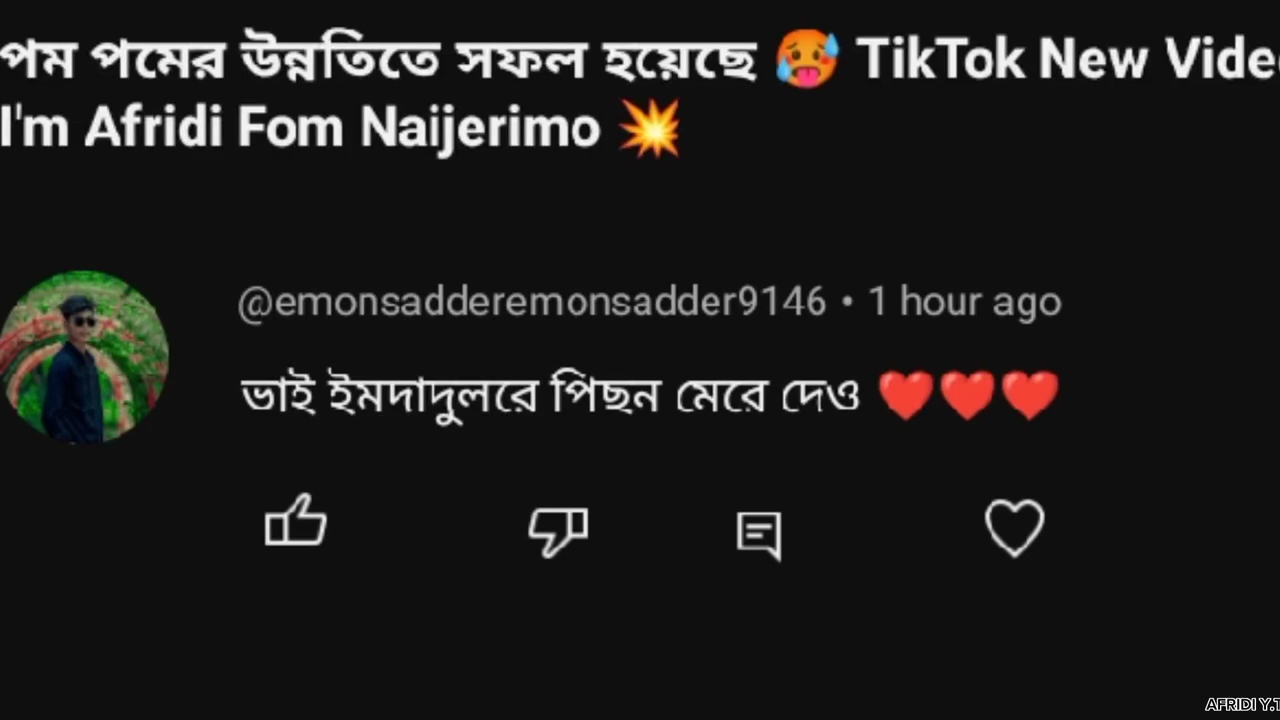 পম পমের উন্নতিতে সফল হয়েছে 🥵 TikTok New Vide
I'm Afridi Fom Naijerimo 💥
@emonsadderemonsadder9146 • 1 hour ago
ভাই ইমদাদুলরে পিছন মেরে দেও ❤️❤️❤️
AFRIDI Y.T